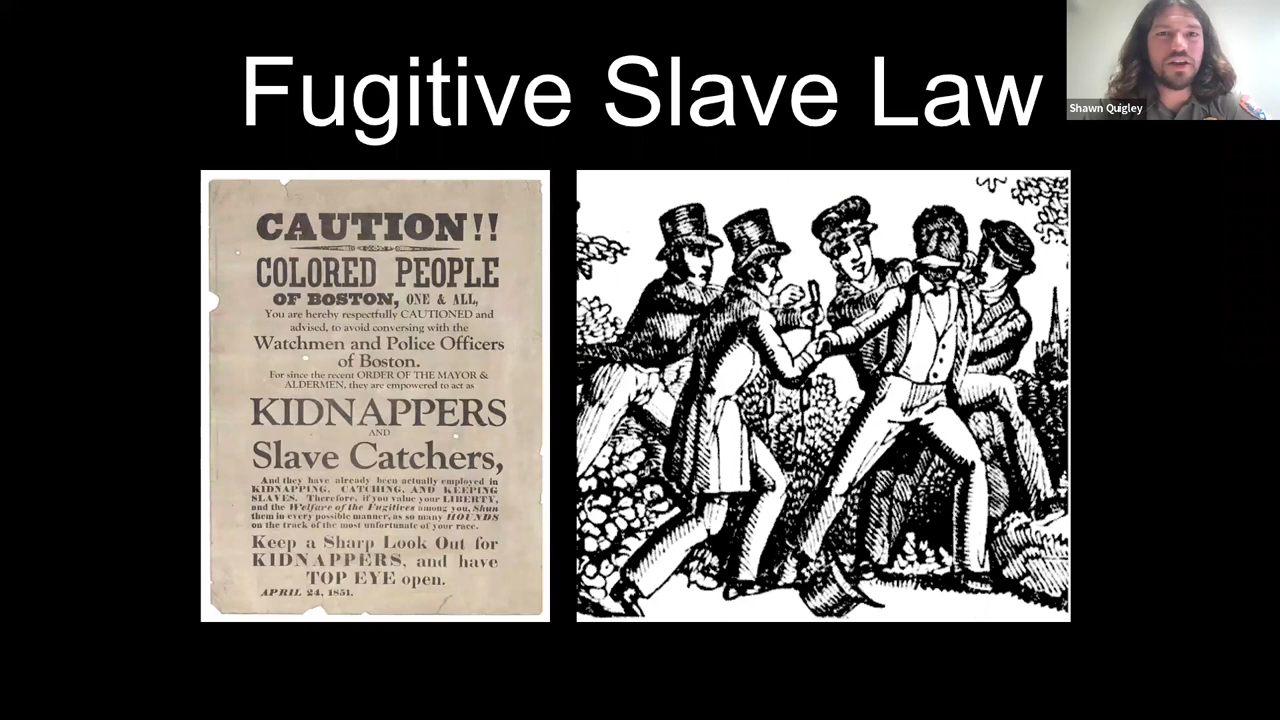 Fugitive Slave Law
Shawn Quigley
CAUTION!!
COLORED PEOPLE
OF BOSTON, ONE & ALL,
You are hereby respectfully CAUTIONED and
advised, to avoid conversing with the
Watchmen and Police Officers
of Boston.
For since the recent ORDER OF THE MAYOR &
ALDERMEN, they are empowered to act as
KIDNAPPERS
AND
Slave Catchers,
And they have already been actually employed in
KIDNAPPING, CATCHING, AND KEEPING
SLAVES. Therefore, if you value your LIBERTY,
and the Welfare of the Fugitives among you, Shun
them in every possible manner, as so many HOUNDS
on the track of the most unfortunate of your race.
Keep a Sharp Look Out for
KIDNAPPERS, and have
TOP EYE open.
APRIL 24, 1851.